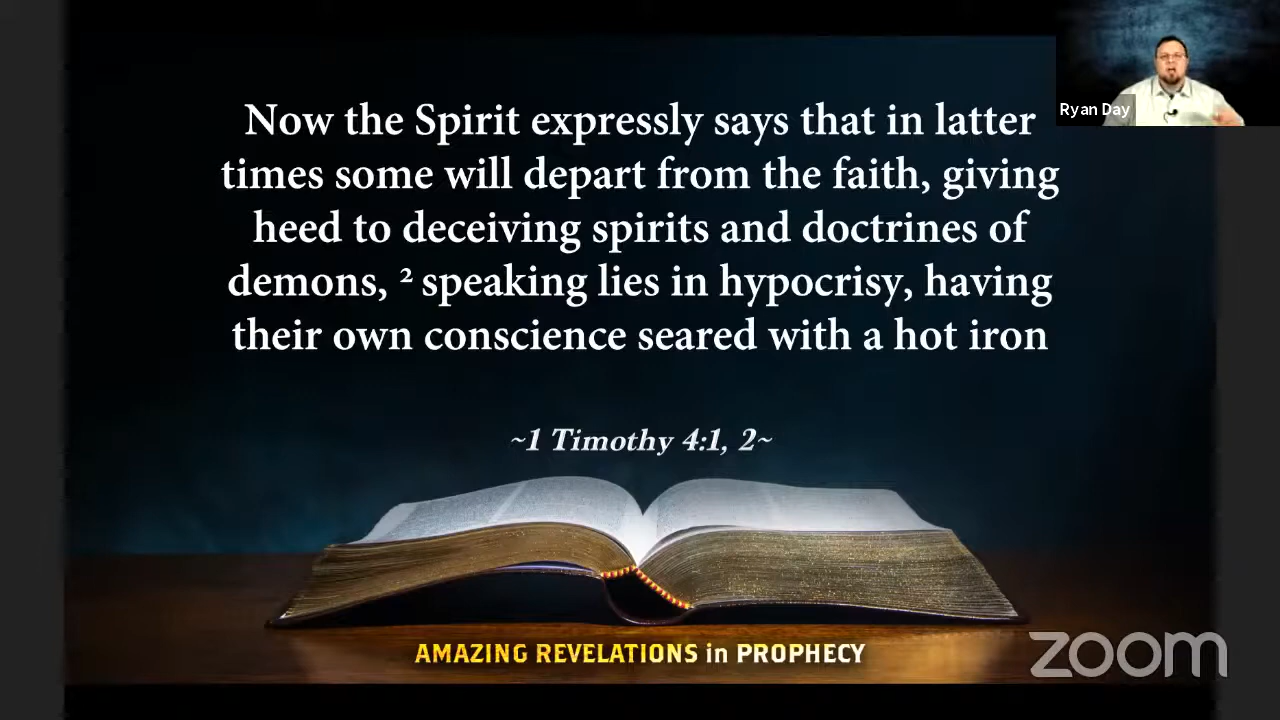 Now the Spirit expressly says that in latter
times some will depart from the faith, giving
heed to deceiving spirits and doctrines of
demons, ² speaking lies in hypocrisy, having
their own conscience seared with a hot iron
~1 Timothy 4:1, 2~
AMAZING REVELATIONS in PROPHECY
Ryan Day
zoom